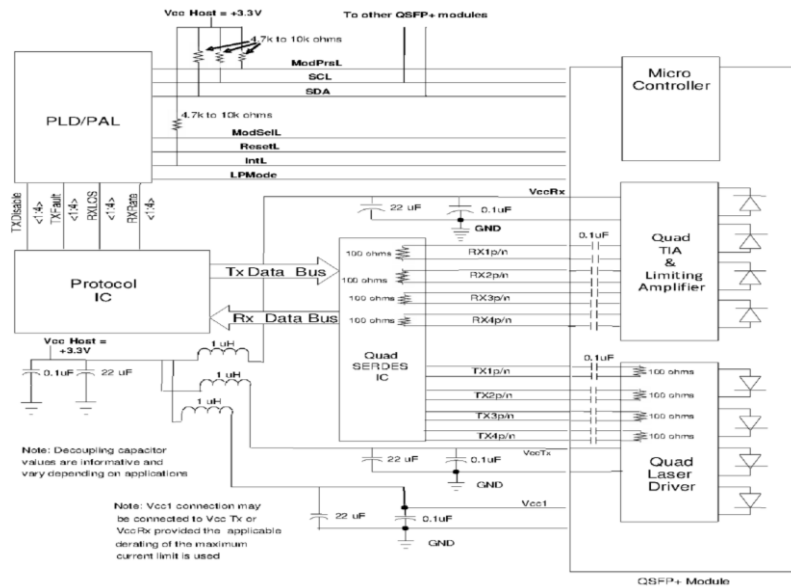 Vcc Host = +3.3V
To other QSFP+ modules
4.7k to 10k ohms
ModPrsL
SCL
SDA
Micro
Controller
PLD/PAL
4.7k to 10k ohms
ModSelL
ResetL
IntL
LPMode
TXDisable
<1:4>
TXFault
<1:4>
RXLOS
<1:4>
RXRate
<1:4>
VccRx
22 uF
0.1uF
GND
Protocol
IC
Tx Data Bus
Rx Data Bus
100 ohms
100 ohms
100 ohms
100 ohms
RX1p/n
RX2p/n
RX3p/n
RX4p/n
0.1uF
Quad
TIA
&
Limiting
Amplifier
Quad
SERDES
IC
Vcc Host =
+3.3V
0.1uF
22 uF
1 uH
1 uH
1 uH
TX1p/n
TX2p/n
TX3p/n
TX4p/n
0.1uF
100 ohms
100 ohms
100 ohms
100 ohms
Quad
Laser
Driver
VccTx
22 uF
0.1uF
GND
Note: Decoupling capacitor
values are informative and
vary depending on applications
Note: Vcc1 connection may
be connected to Vcc Tx or
VccRx provided the applicable
derating of the maximum
current limit is used
Vcc1
22 uF
0.1uF
GND
QSFP+ Module